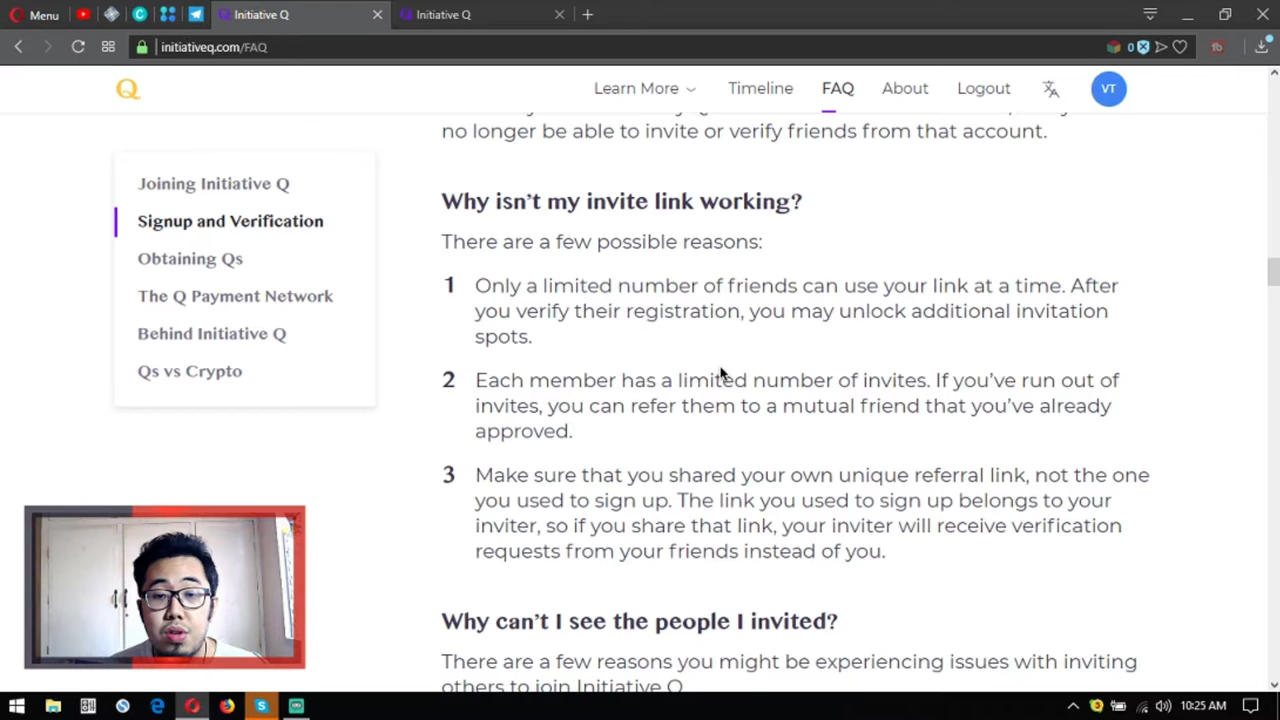 Menu
Initiative Q
Initiative Q
initiativeq.com/FAQ
0
Q
Learn More
Timeline
FAQ
About
Logout
VT
no longer be able to invite or verify friends from that account.
Joining Initiative Q
Signup and Verification
Obtaining Qs
The Q Payment Network
Behind Initiative Q
Qs vs Crypto
Why isn't my invite link working?
There are a few possible reasons:
1 Only a limited number of friends can use your link at a time. After
you verify their registration, you may unlock additional invitation
spots.
2 Each member has a limited number of invites. If you've run out of
invites, you can refer them to a mutual friend that you've already
approved.
3 Make sure that you shared your own unique referral link, not the one
you used to sign up. The link you used to sign up belongs to your
inviter, so if you share that link, your inviter will receive verification
requests from your friends instead of you.
Why can't I see the people I invited?
There are a few reasons you might be experiencing issues with inviting
others to join Initiative Q
10:25 AM